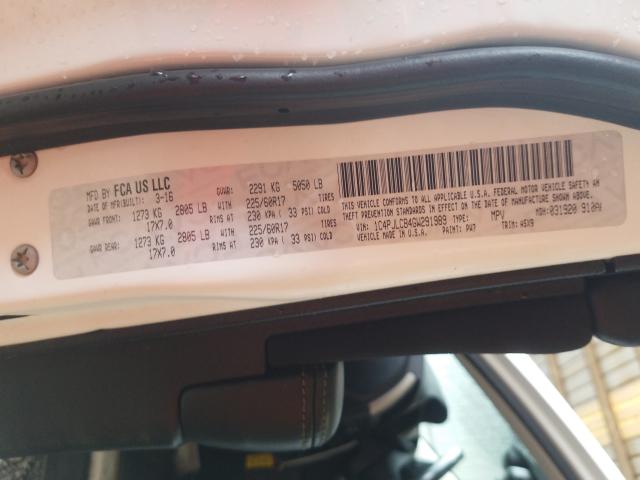 MFD BY FCA US LLC
DATE OF MFR(BUILT): 3-16 GVWR: 2291 KG 5050 LB
GAWR FRONT: 1273 KG 2805 LB WITH 225/60R17
17X7.0 RIMS AT 230 KPA ( 33 PSI) COLD
GAWR REAR: 1273 KG 2805 LB WITH 225/60R17 TIRES
17X7.0 RIMS AT 230 KPA ( 33 PSI) COLD
THIS VEHICLE CONFORMS TO ALL APPLICABLE U.S.A. FEDERAL MOTOR VEHICLE SAFETY AND
THEFT PREVENTION STANDARDS IN EFFECT ON THE DATE OF MANUFACTURE SHOWN ABOVE
VIN: 1C4PJLCB4GW291989 TYPE: MPV MDH: 031920
VEHICLE MADE IN U.S.A. PAINT: PW7 TRIM: H5X9